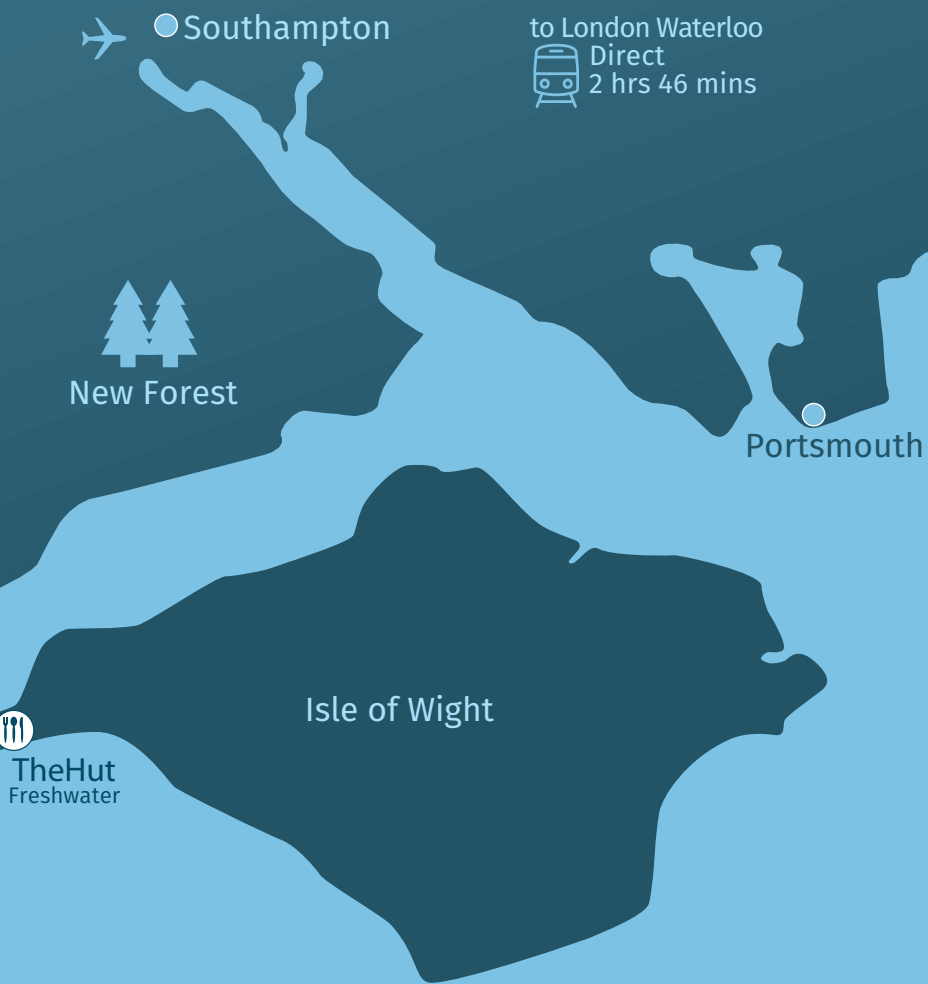 Southampton
to London Waterloo
Direct
2 hrs 46 mins
New Forest
Portsmouth
Isle of Wight
TheHut
Freshwater